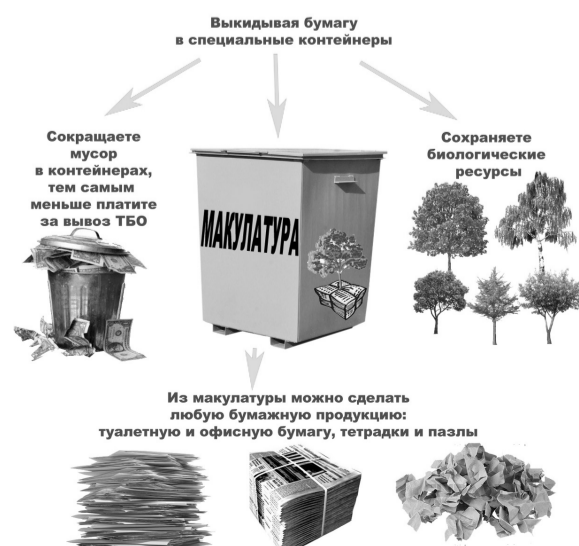 Выкидывая бумагу
в специальные контейнеры
Сокращаете
мусор
в контейнерах,
тем самым
меньше платите
за вывоз ТБО
МАКУЛАТУРА
Сохраняете
биологические
ресурсы
Из макулатуры можно сделать
любую бумажную продукцию:
туалетную и офисную бумагу, тетрадки и пазлы